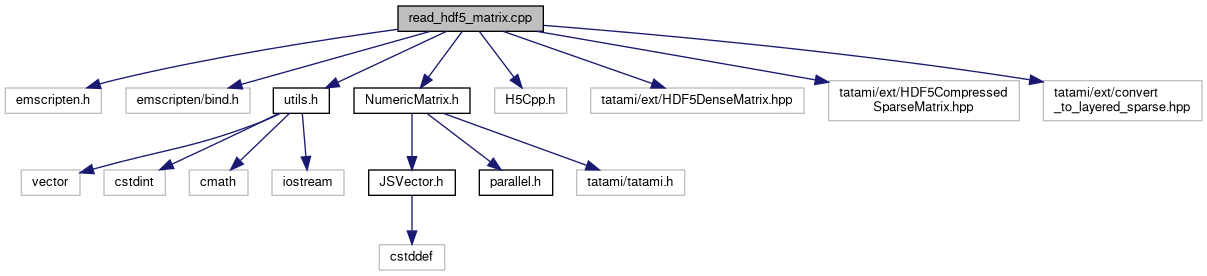 read_hdf5_matrix.cpp
emscripten.h
emscripten/bind.h
utils.h
NumericMatrix.h
H5Cpp.h
tatami/ext/HDF5DenseMatrix.hpp
tatami/ext/HDF5Compressed
SparseMatrix.hpp
tatami/ext/convert
_to_layered_sparse.hpp
vector
cstdint
cmath
iostream
JSVector.h
parallel.h
tatami/tatami.h
cstddef